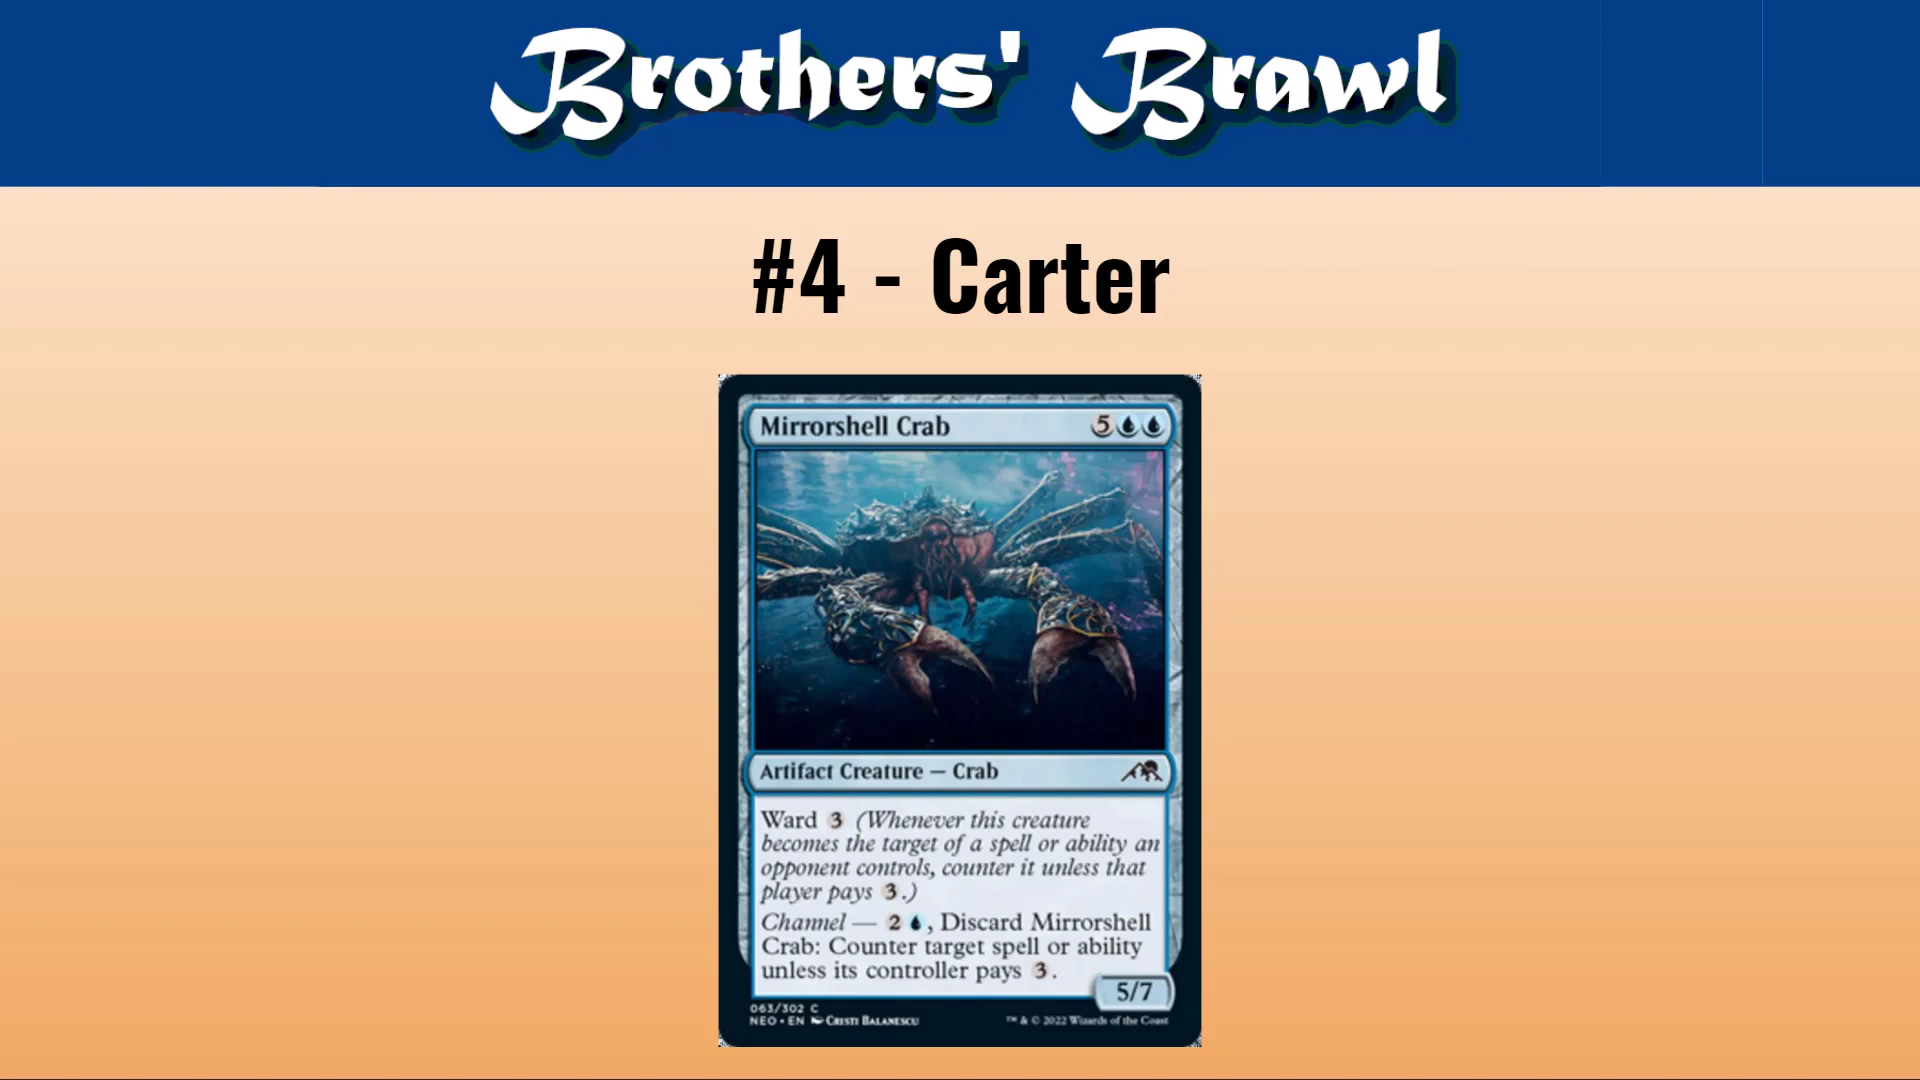 Brothers' Brawl
#4 - Carter
Mirrorshell Crab 5
Artifact Creature — Crab
Ward 3 (Whenever this creature
becomes the target of a spell or ability an
opponent controls, counter it unless that
player pays 3.)
Channel — 2, Discard Mirrorshell
Crab: Counter target spell or ability
unless its controller pays 3.
5/7
063/302 C
NEO • EN Cristi Balanescu
™ & © 2022 Wizards of the Coast